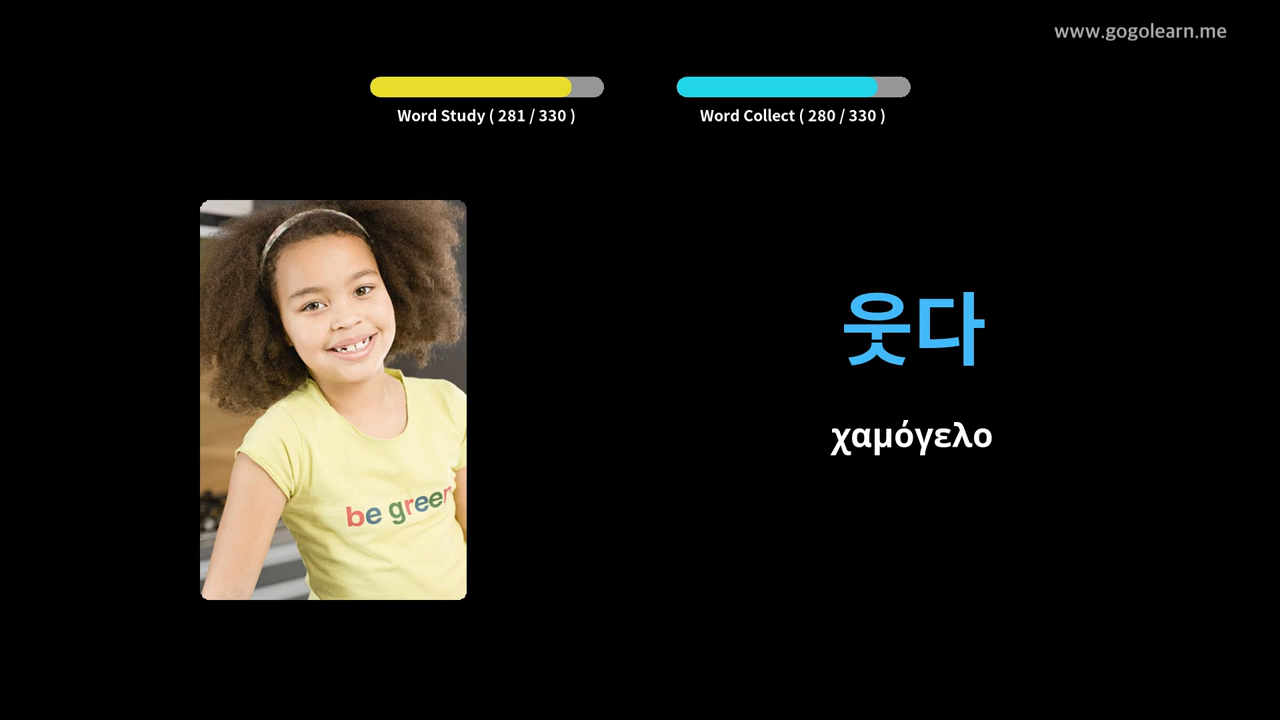 www.gogolearn.me
Word Study ( 281 / 330 )
Word Collect ( 280 / 330 )
웃다
χαμόγελο
be green